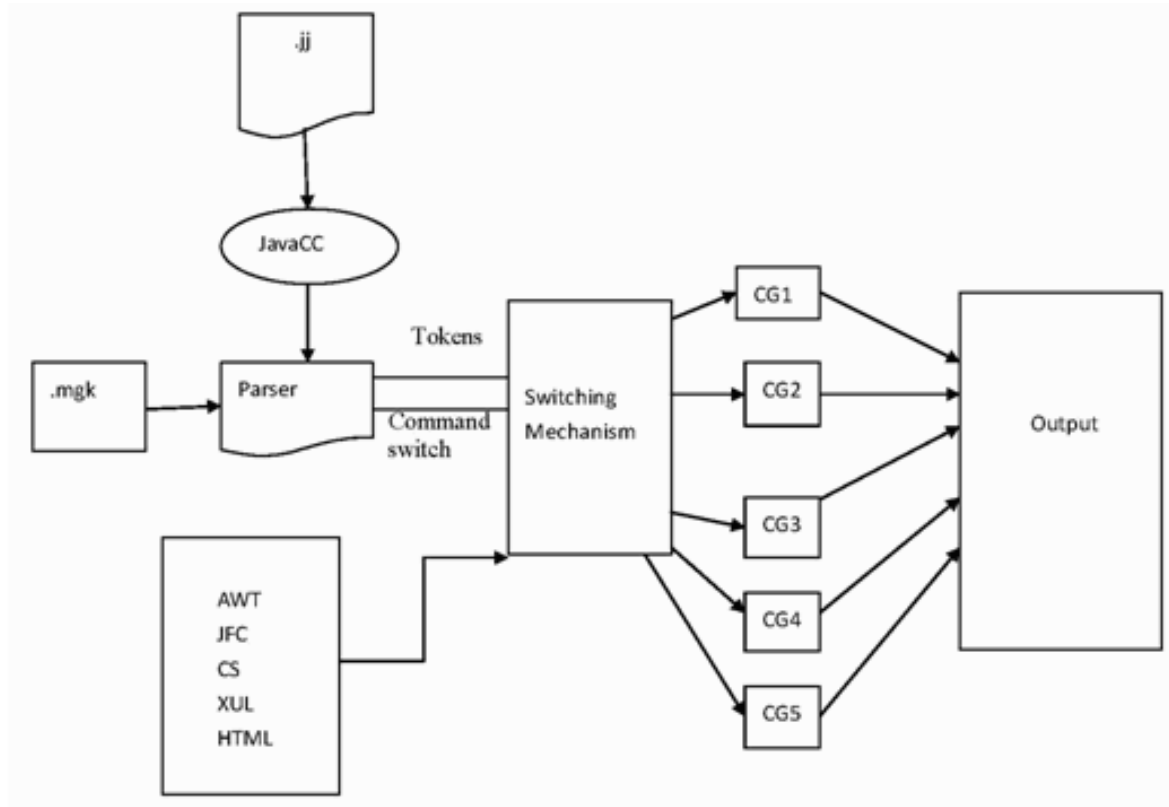 .jj
JavaCC
Tokens
.mgk
Parser
Command
switch
Switching
Mechanism
CG1
CG2
CG3
CG4
CG5
Output
AWT
JFC
CS
XUL
HTML